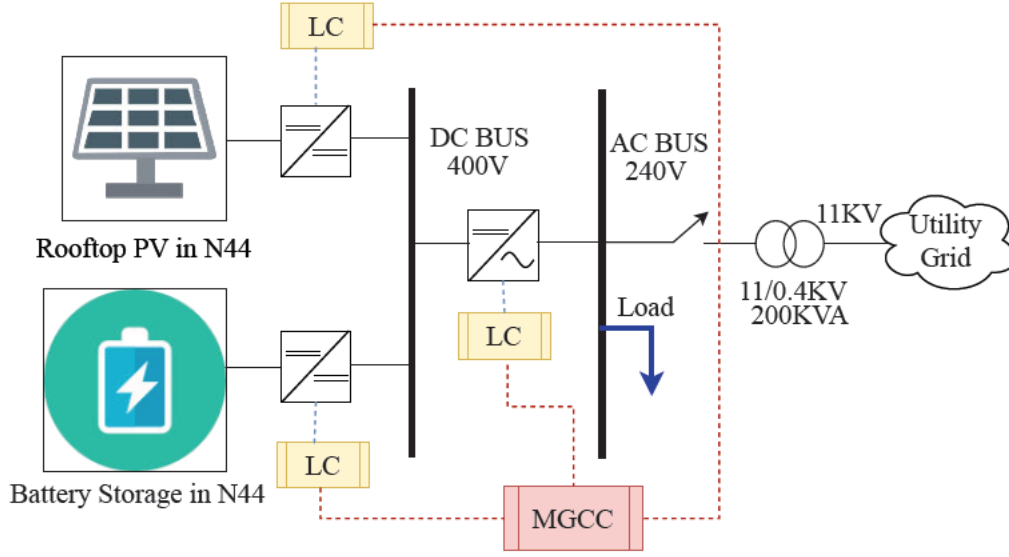 LC
Rooftop PV in N44
DC BUS
400V
AC BUS
240V
11KV
Utility
Grid
11/0.4KV
200KVA
Load
LC
LC
Battery Storage in N44
MGCC